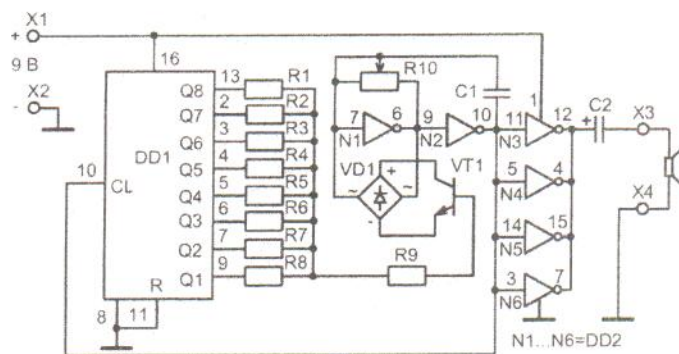 X1
+
9 В
X2
-
16
13
Q8
R1
2
Q7
R2
3
Q6
R3
4
Q5
R4
5
Q4
R5
6
Q3
R6
7
Q2
R7
9
Q1
R8
DD1
10
CL
R
8
11
R10
7
6
N1
9
10
N2
C1
VD1
~
+
~
-
VT1
R9
1
11
12
N3
C2
+
X3
X4
5
4
N4
14
15
N5
3
7
N6
N1...N6=DD2